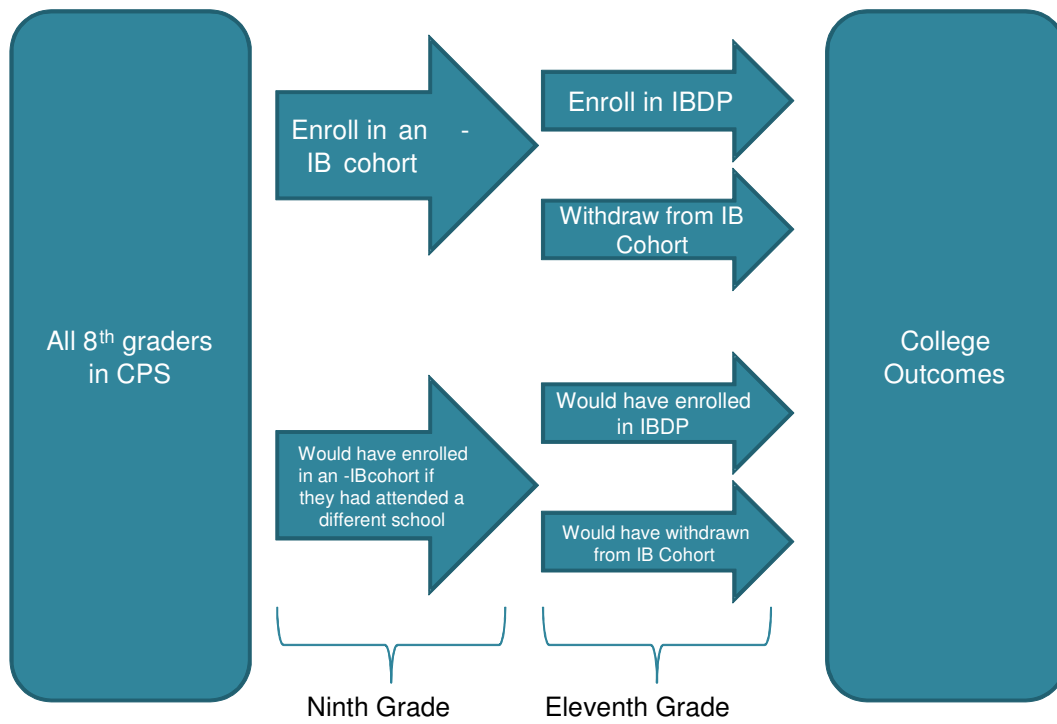 All 8th graders
in CPS
Enroll in an -
IB cohort
Would have enrolled
in an -IBcohort if
they had attended a
different school
Enroll in IBDP
Withdraw from IB
Cohort
Would have enrolled
in IBDP
Would have withdrawn
from IB Cohort
College
Outcomes
Ninth Grade
Eleventh Grade